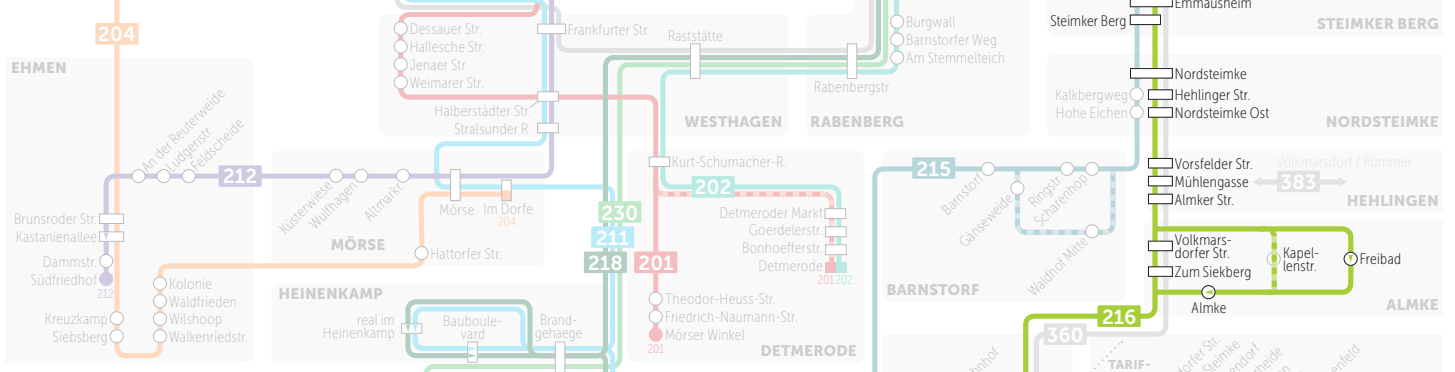 204
EHMEN
An der Reuterweide
Ludgeristr.
Feldscheide
212
Brunsroder Str.
Kastanienallee
Dammstr.
Südfriedhof
212
Kreuzkamp
Siebsberg
Kolonie
Waldfrieden
Wilshoop
Walkenriedstr.
Küsterwiese
Wulfhagen
Altmarkr.
Mörse
Im Dorfe
204
MÖRSE
Hattorfer Str.
HEINENKAMP
real im
Heinenkamp
Bauboule-
vard
Brand-
gehaege
Dessauer Str.
Hallesche Str.
Jenaer Str.
Weimarer Str.
Frankfurter Str.
Raststätte
Halberstädter Str.
Stralsunder R.
WESTHAGEN
Burgwall
Barnstorfer Weg
Am Stemmelteich
Rabenbergstr.
RABENBERG
Kurt-Schumacher-R.
202
230
211
218
201
Detmeroder Markt
Goerdelerstr.
Bonhoefferstr.
Detmerode
201
202
Theodor-Heuss-Str.
Friedrich-Naumann-Str.
Mörser Winkel
201
DETMERODE
215
Barnstorf
Gänseweide
Ringstr.
Scharenhop
Waldhof Mitte
BARNSTORF
Emmausheim
Steimker Berg
STEIMKER BERG
Nordsteimke
Kalkbergweg
Hehlinger Str.
Hohe Eichen
Nordsteimke Ost
NORDSTEIMKE
Vorsfelder Str.
Mühlengasse
Almker Str.
Volkmarsdorf / Rümmer
383
HEHLINGEN
Volkmars-
dorfer Str.
Zum Siekberg
Kapel-
lenstr.
Freibad
Almke
ALMKE
216
360
TARIF-